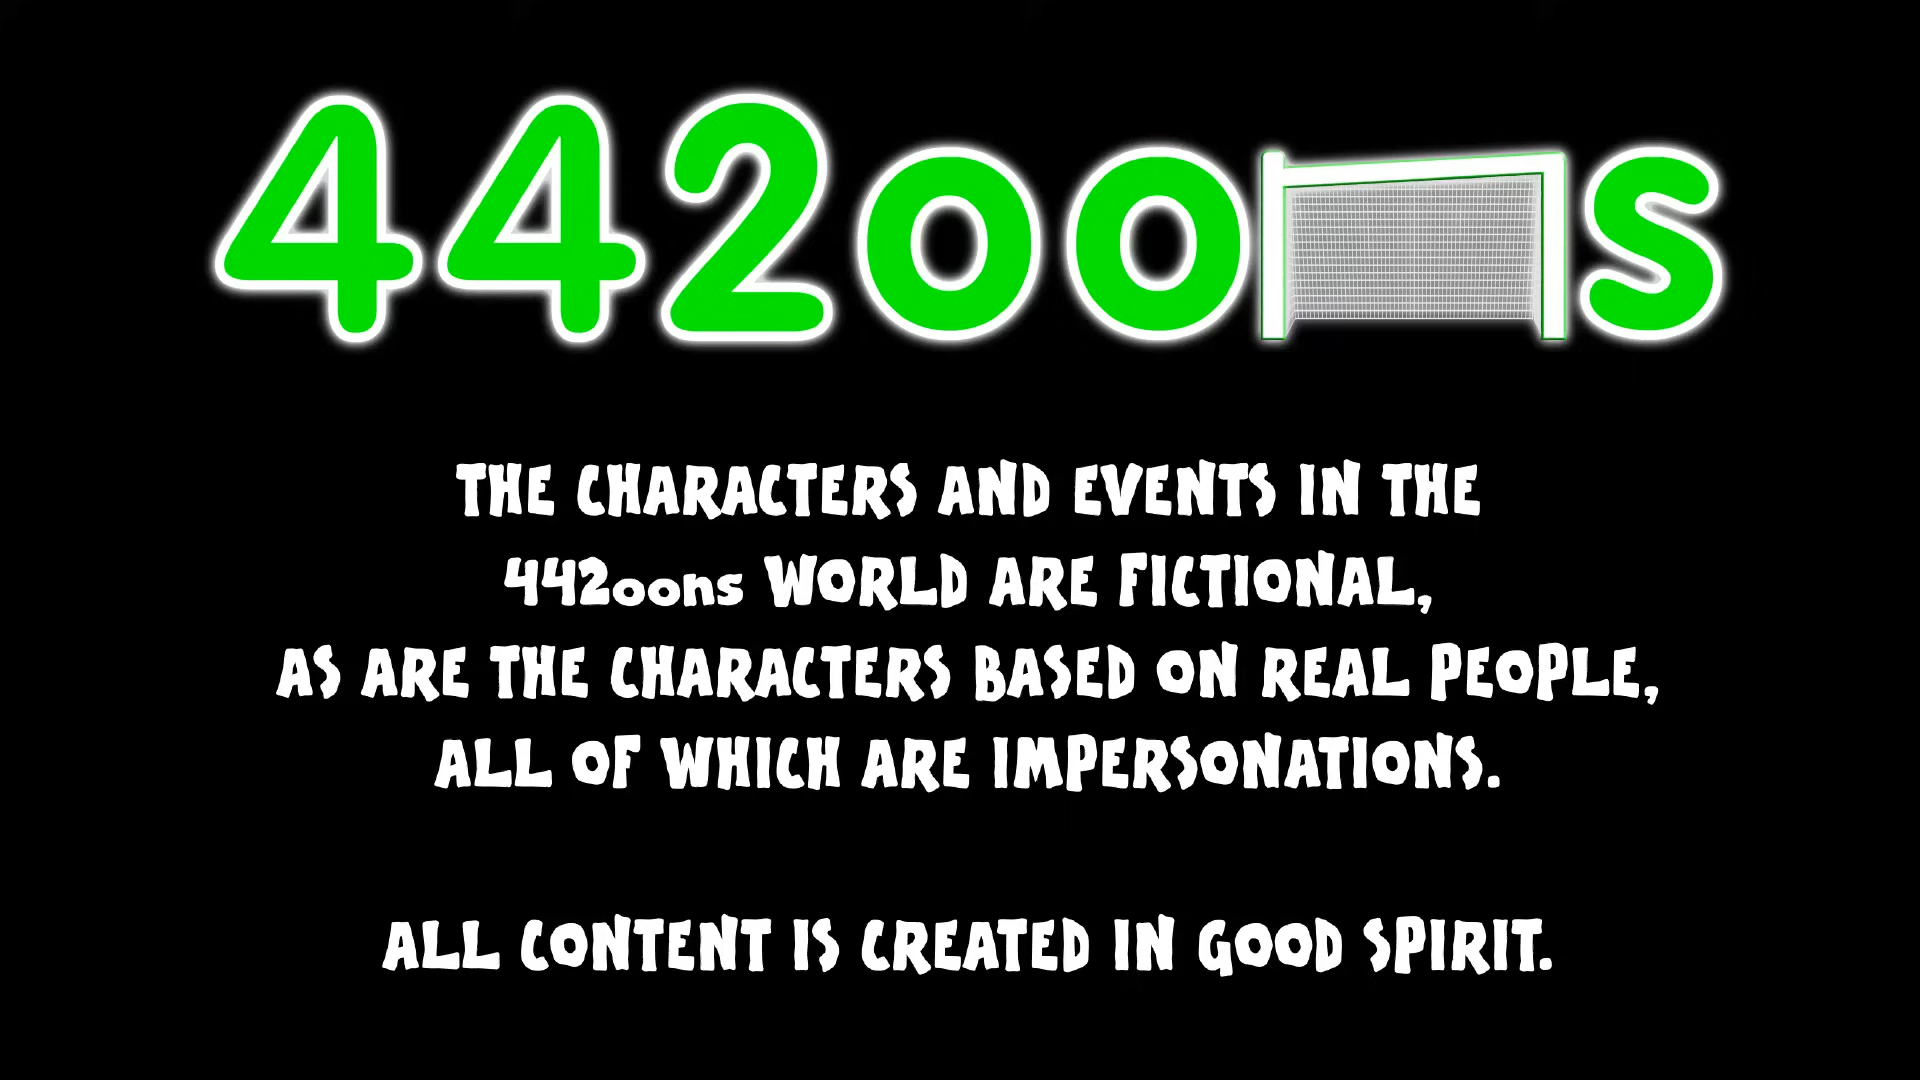 442oons
THE CHARACTERS AND EVENTS IN THE
442oons WORLD ARE FICTIONAL,
AS ARE THE CHARACTERS BASED ON REAL PEOPLE,
ALL OF WHICH ARE IMPERSONATIONS.
ALL CONTENT IS CREATED IN GOOD SPIRIT.